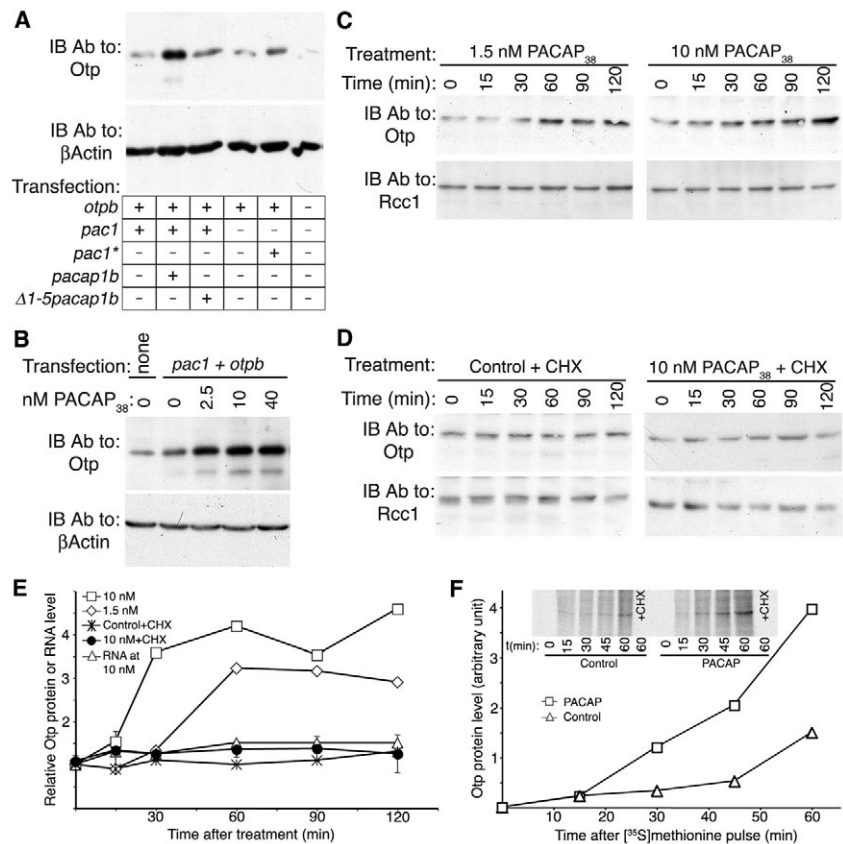 A
IB Ab to:
Otp
IB Ab to:
βActin
Transfection:
otpb + + + + + –
pac1 + + + – – –
pac1* – – – – + –
pacap1b – + – – – –
Δ1-5pacap1b – – + – – –
B
Transfection: none pac1 + otpb
nM PACAP38: 0 0 2.5 10 40
IB Ab to:
Otp
IB Ab to:
βActin
C
Treatment: 1.5 nM PACAP38 10 nM PACAP38
Time (min): 0 15 30 60 90 120 0 15 30 60 90 120
IB Ab to:
Otp
IB Ab to:
Rcc1
D
Treatment: Control + CHX 10 nM PACAP38 + CHX
Time (min): 0 15 30 60 90 120 0 15 30 60 90 120
IB Ab to:
Otp
IB Ab to:
Rcc1
E
Relative Otp protein or RNA level
10 nM
1.5 nM
Control+CHX
10 nM+CHX
RNA at
10 nM
4
3
2
1
30 60 90 120
Time after treatment (min)
F
Otp protein level (arbitrary unit)
+CHX +CHX
t(min): 0 15 30 45 60 60 0 15 30 45 60 60
Control PACAP
PACAP
Control
4
3
2
1
10 20 30 40 50 60
Time after [35S]methionine pulse (min)